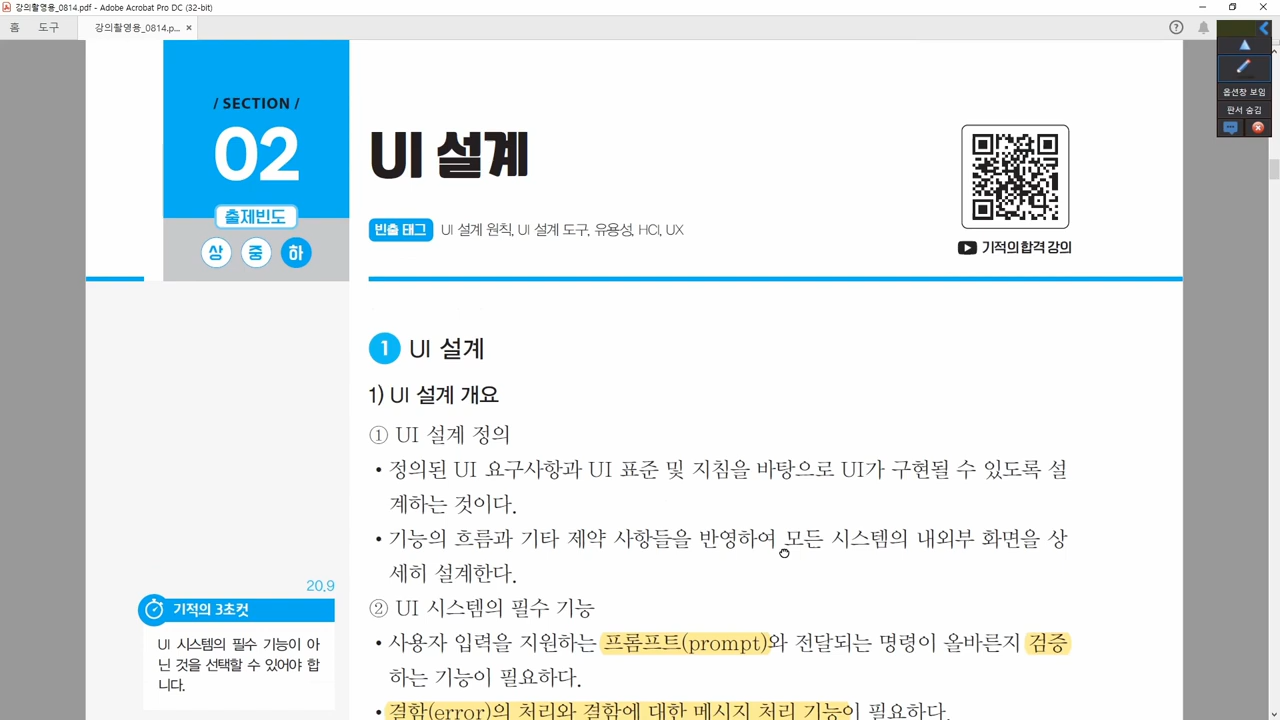 강의촬영용_0814.pdf - Adobe Acrobat Pro DC (32-bit)
홈 도구 강의촬영용_0814.p... ×
옵션창 보임
판서 숨김
/ SECTION /
02
출제빈도
상 중 하
UI 설계
빈출 태그 UI 설계 원칙, UI 설계 도구, 유용성, HCI, UX
기적의 합격 강의
1 UI 설계
1) UI 설계 개요
① UI 설계 정의
• 정의된 UI 요구사항과 UI 표준 및 지침을 바탕으로 UI가 구현될 수 있도록 설
계하는 것이다.
• 기능의 흐름과 기타 제약 사항들을 반영하여 모든 시스템의 내외부 화면을 상
세히 설계한다.
② UI 시스템의 필수 기능
• 사용자 입력을 지원하는 프롬프트(prompt)와 전달되는 명령이 올바른지 검증
하는 기능이 필요하다.
• 결함(error)의 처리와 결함에 대한 메시지 처리 기능이 필요하다.
20.9
기적의 3초컷
UI 시스템의 필수 기능이 아
닌 것을 선택할 수 있어야 합
니다.